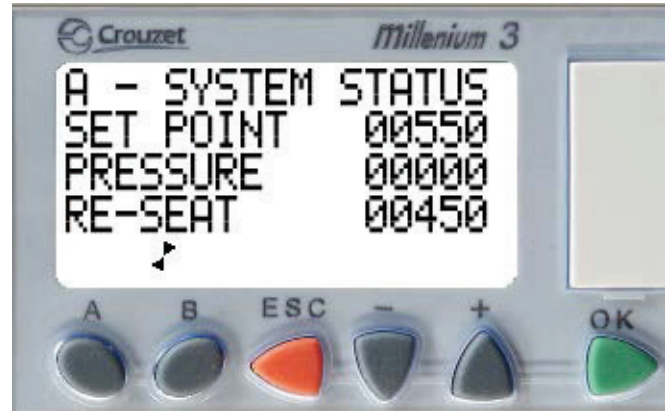 Crouzet Millenium 3
A - SYSTEM STATUS
SET POINT 00550
PRESSURE 00000
RE-SEAT 00450
A B ESC - + OK